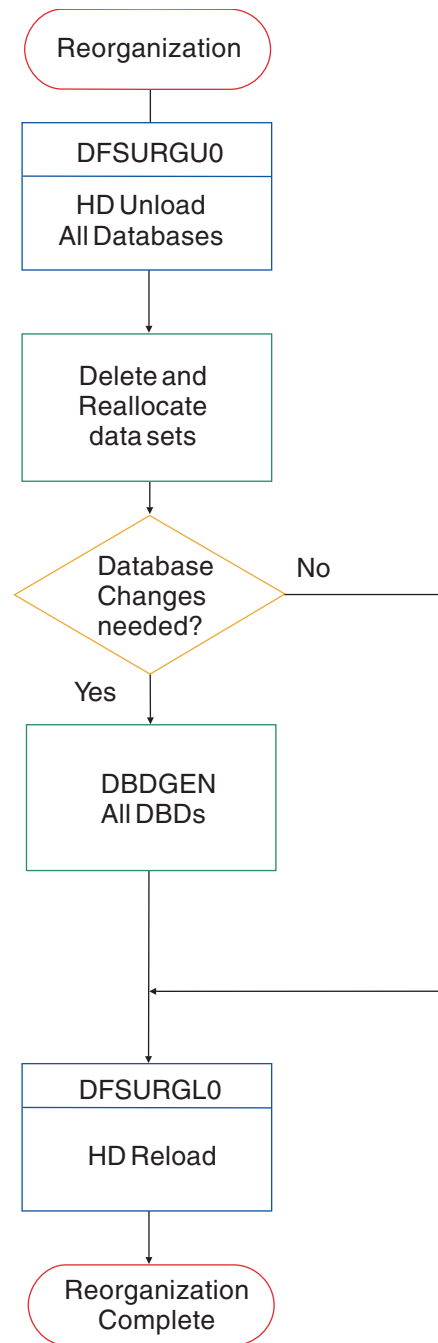 Reorganization
DFSURGU0
HD Unload
All Databases
Delete and
Reallocate
data sets
Database
Changes
needed?
No
Yes
DBDGEN
All DBDs
DFSURGL0
HD Reload
Reorganization
Complete